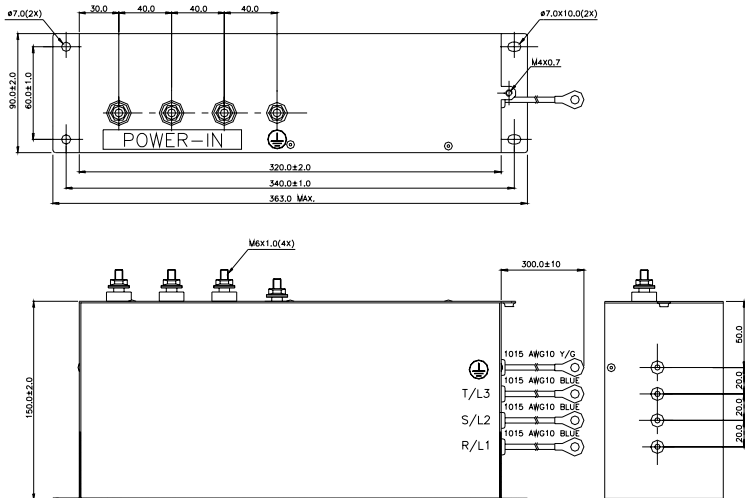 30.0 40.0 40.0 40.0
ø7.0(2X)
ø7.0X10.0(2X)
90.0±2.0
60.0±1.0
M4X0.7
POWER-IN
320.0±2.0
340.0±1.0
363.0 MAX.
M6X1.0(4X)
300.0±10
150.0±2.0
50.0
1015 AWG10 Y/G
20.0
T/L3
1015 AWG10 BLUE
20.0
S/L2
1015 AWG10 BLUE
20.0
R/L1
1015 AWG10 BLUE